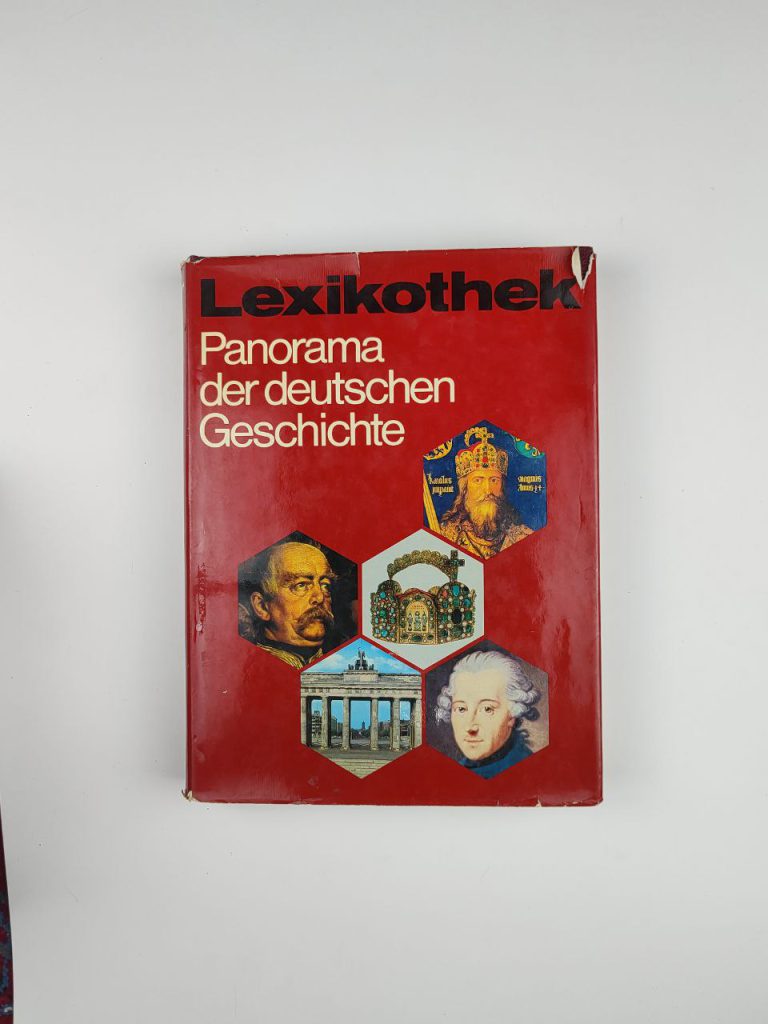 Lexikothek
Panorama
der deutschen
Geschichte